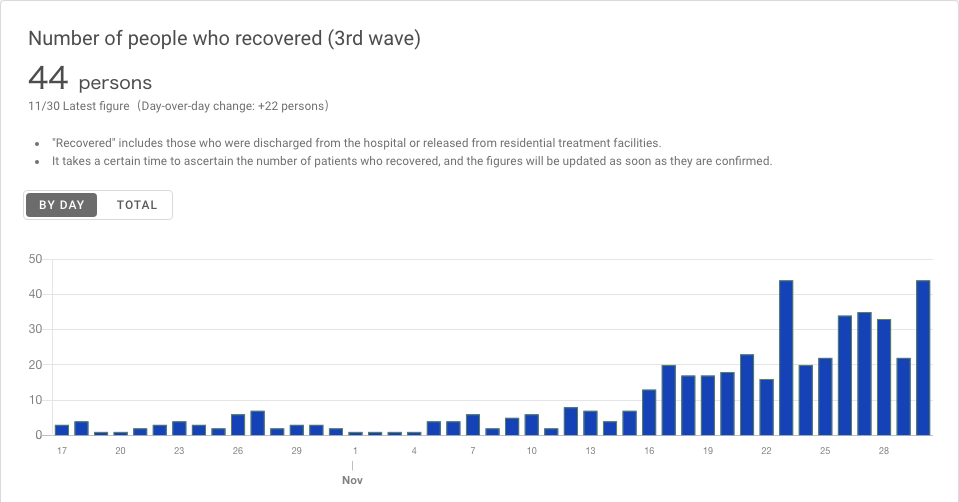 Number of people who recovered (3rd wave)
44 persons
11/30 Latest figure（Day-over-day change: +22 persons）
• "Recovered" includes those who were discharged from the hospital or released from residential treatment facilities.
• It takes a certain time to ascertain the number of patients who recovered, and the figures will be updated as soon as they are confirmed.
BY DAY TOTAL
50
40
30
20
10
0
17 20 23 26 29 1 4 7 10 13 16 19 22 25 28
Nov